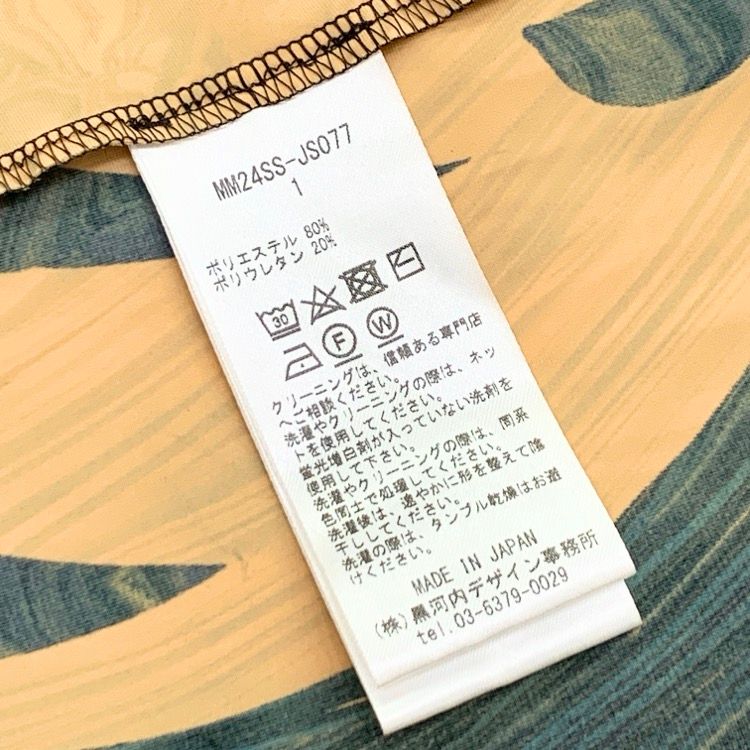 MM24SS-JS077
1
ポリエステル 80%
ポリウレタン 20%
30
F W
クリーニングは、信頼ある専門店
へご相談ください。
洗濯やクリーニングの際は、ネッ
トを使用してください。
蛍光増白剤が入っていない洗剤を
使用して下さい。
洗濯やクリーニングの際は、同系
色同士で処理してください。
洗濯後は、速やかに形を整えて陰
干ししてください。
洗濯の際は、タンブル乾燥はお避
けください。
MADE IN JAPAN
(株)黒河内デザイン事務所
tel.03-6379-0029